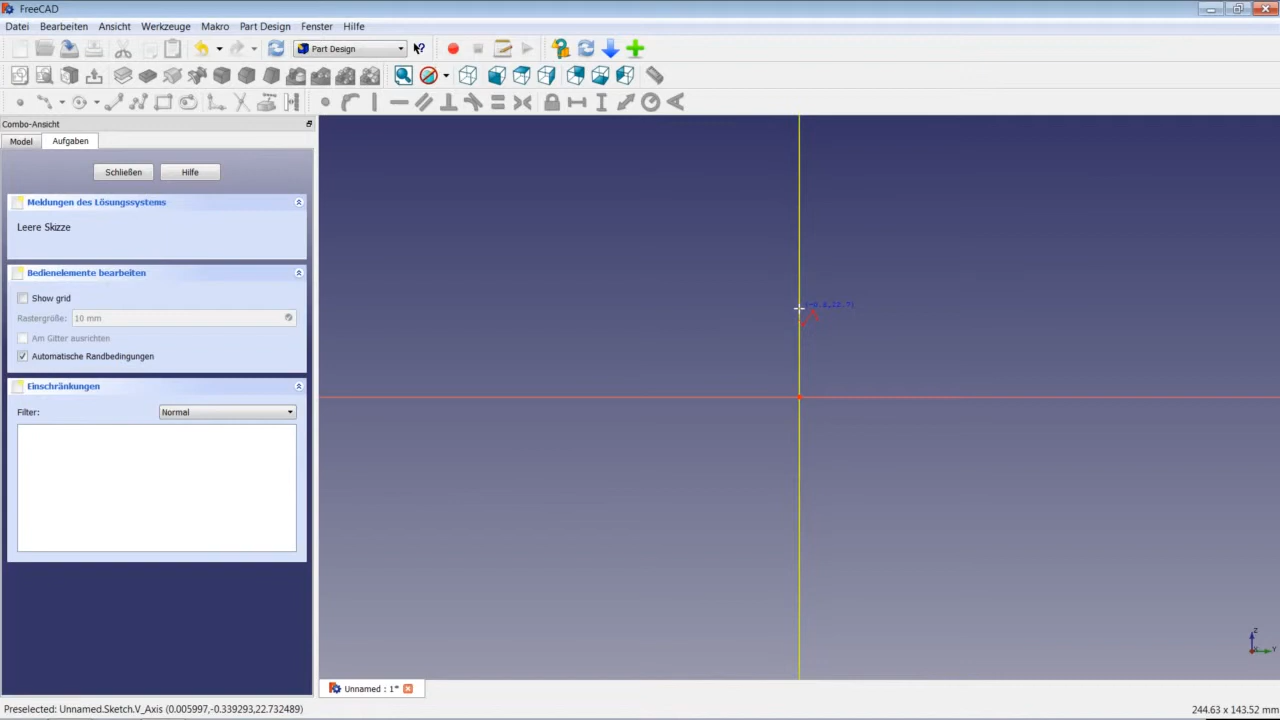 FreeCAD
Datei Bearbeiten Ansicht Werkzeuge Makro Part Design Fenster Hilfe
Part Design
Combo-Ansicht
Model Aufgaben
Schließen Hilfe
Meldungen des Lösungssystems
Leere Skizze
Bedienelemente bearbeiten
Show grid
Rastergröße: 10 mm
Am Gitter ausrichten
Automatische Randbedingungen
Einschränkungen
Filter: Normal
Z
X Y
Unnamed : 1*
Preselected: Unnamed.Sketch.V_Axis (0.005997,-0.339293,22.732489)
244.63 x 143.52 mm